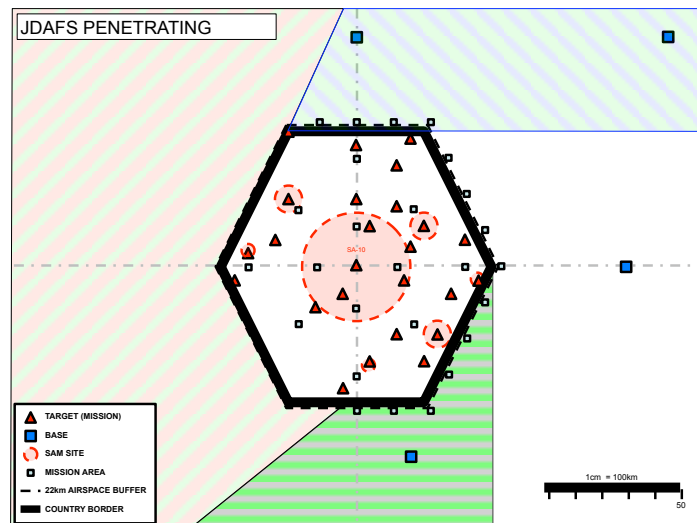 JDAFS PENETRATING
SA-10
TARGET (MISSION)
BASE
SAM SITE
MISSION AREA
22km AIRSPACE BUFFER
COUNTRY BORDER
1cm = 100km
50